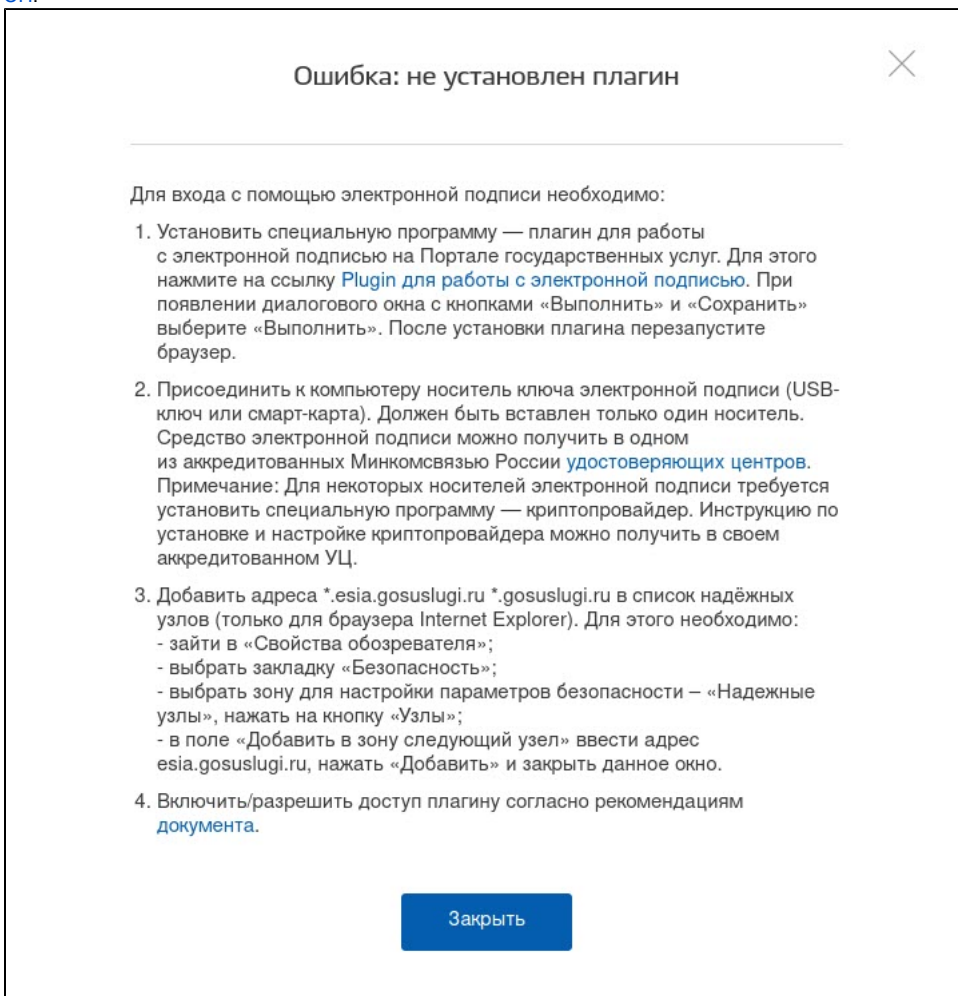 Ошибка: не установлен плагин
Для входа с помощью электронной подписи необходимо:
1. Установить специальную программу — плагин для работы
с электронной подписью на Портале государственных услуг. Для этого
нажмите на ссылку Plugin для работы с электронной подписью. При
появлении диалогового окна с кнопками «Выполнить» и «Сохранить»
выберите «Выполнить». После установки плагина перезапустите
браузер.
2. Присоединить к компьютеру носитель ключа электронной подписи (USB-
ключ или смарт-карта). Должен быть вставлен только один носитель.
Средство электронной подписи можно получить в одном
из аккредитованных Минкомсвязью России удостоверяющих центров.
Примечание: Для некоторых носителей электронной подписи требуется
установить специальную программу — криптопровайдер. Инструкцию по
установке и настройке криптопровайдера можно получить в своем
аккредитованном УЦ.
3. Добавить адреса *.esia.gosuslugi.ru *.gosuslugi.ru в список надёжных
узлов (только для браузера Internet Explorer). Для этого необходимо:
- зайти в «Свойства обозревателя»;
- выбрать закладку «Безопасность»;
- выбрать зону для настройки параметров безопасности – «Надежные
узлы», нажать на кнопку «Узлы»;
- в поле «Добавить в зону следующий узел» ввести адрес
esia.gosuslugi.ru, нажать «Добавить» и закрыть данное окно.
4. Включить/разрешить доступ плагину согласно рекомендациям
документа.
Закрыть